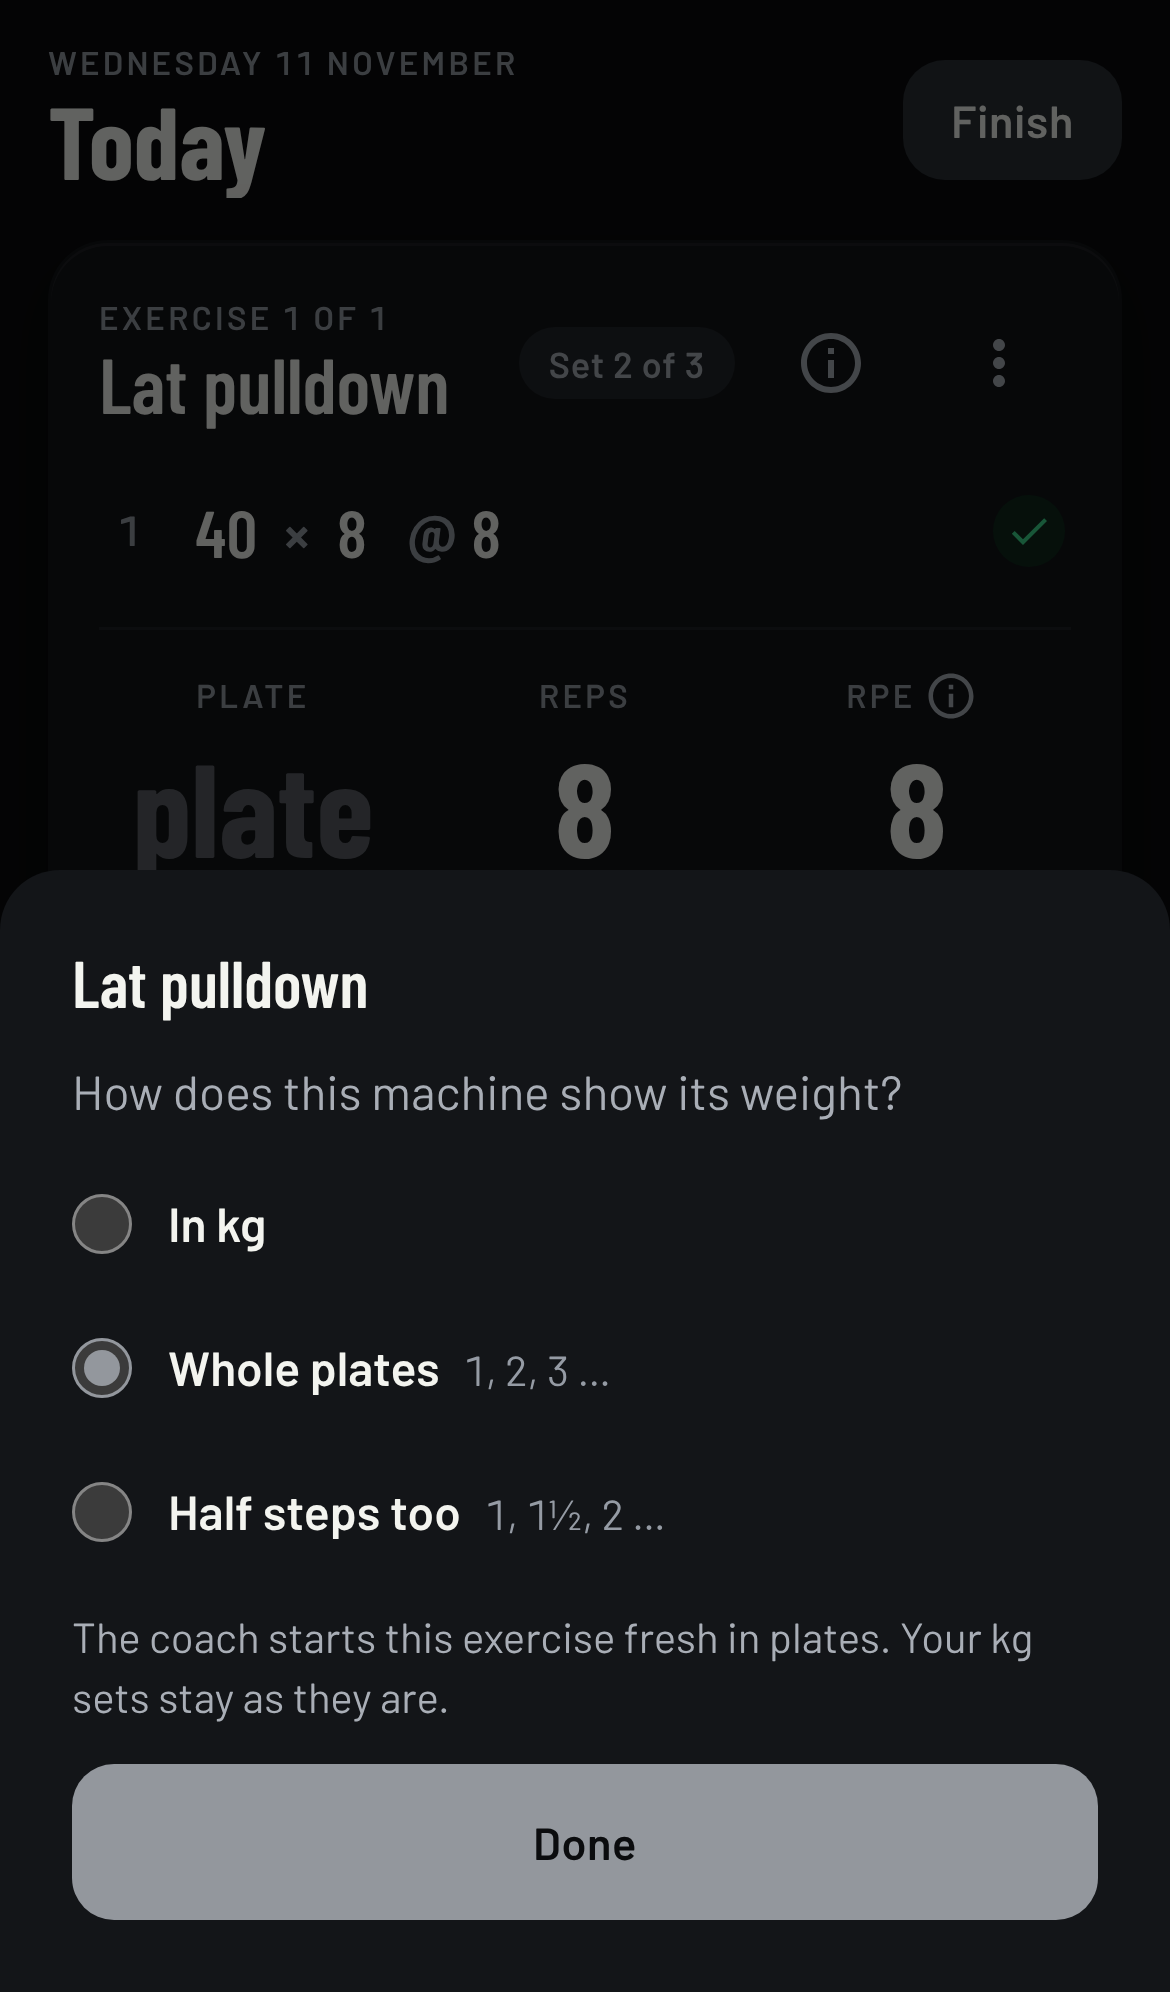 WEDNESDAY 11 NOVEMBER
Today
Finish
EXERCISE 1 OF 1
Lat pulldown
Set 2 of 3
1 40 × 8 @ 8
PLATE REPS RPE
plate 8 8
Lat pulldown
How does this machine show its weight?
In kg
Whole plates 1, 2, 3 ...
Half steps too 1, 1½, 2 ...
The coach starts this exercise fresh in plates. Your kg
sets stay as they are.
Done